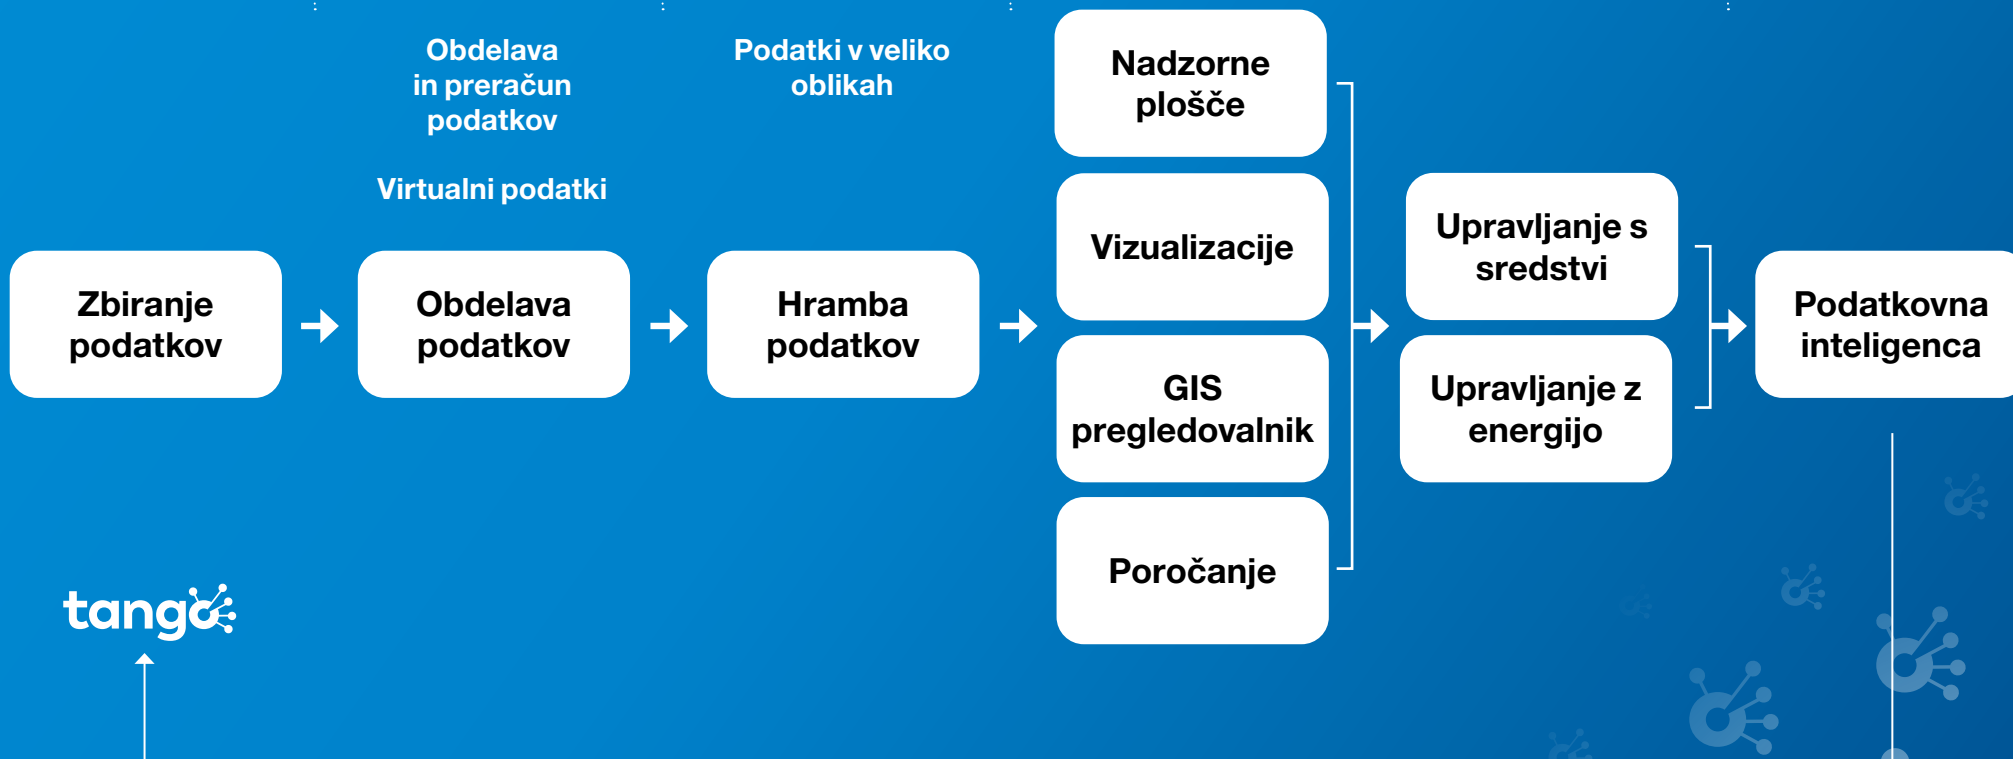 Obdelava
in preračun
podatkov
Virtualni podatki
Podatki v veliko
oblikah
Zbiranje
podatkov
Obdelava
podatkov
Hramba
podatkov
Nadzorne
plošče
Vizualizacije
GIS
pregledovalnik
Poročanje
Upravljanje s
sredstvi
Upravljanje z
energijo
Podatkovna
inteligenca
tango